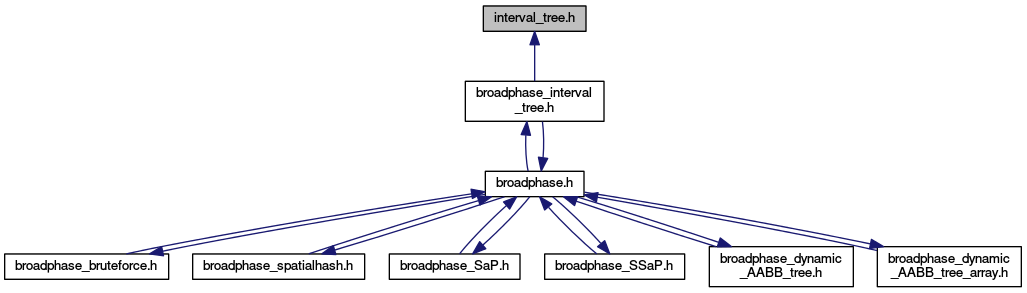 interval_tree.h
broadphase_interval
_tree.h
broadphase.h
broadphase_bruteforce.h
broadphase_spatialhash.h
broadphase_SaP.h
broadphase_SSaP.h
broadphase_dynamic
_AABB_tree.h
broadphase_dynamic
_AABB_tree_array.h